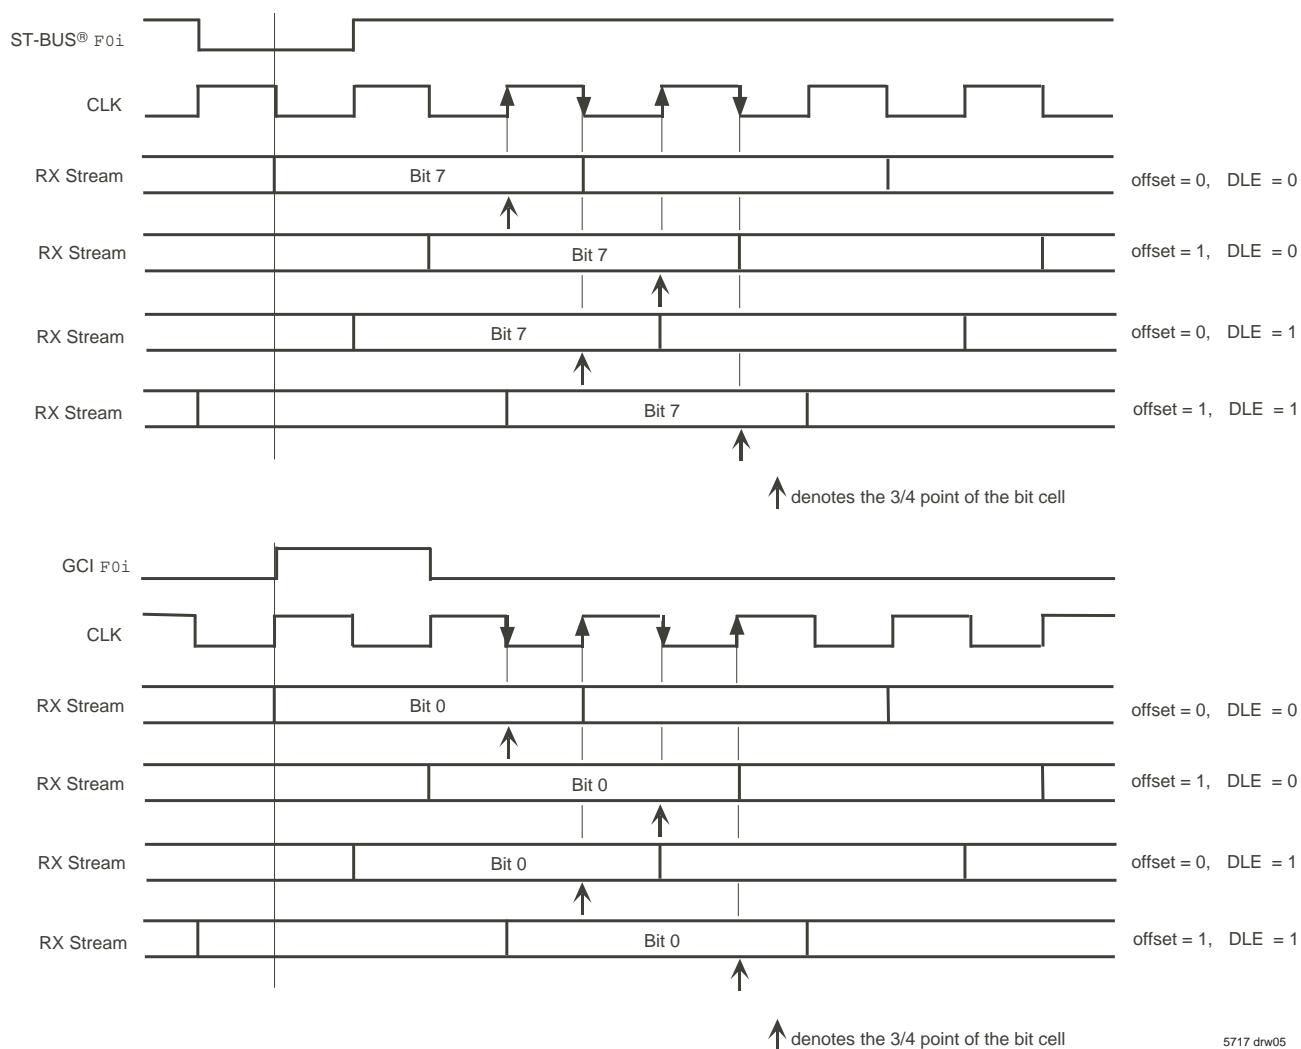 ST-BUS® F0i
CLK
RX Stream Bit 7 offset = 0, DLE = 0
RX Stream Bit 7 offset = 1, DLE = 0
RX Stream Bit 7 offset = 0, DLE = 1
RX Stream Bit 7 offset = 1, DLE = 1
denotes the 3/4 point of the bit cell
GCI F0i
CLK
RX Stream Bit 0 offset = 0, DLE = 0
RX Stream Bit 0 offset = 1, DLE = 0
RX Stream Bit 0 offset = 0, DLE = 1
RX Stream Bit 0 offset = 1, DLE = 1
denotes the 3/4 point of the bit cell
5717 drw05